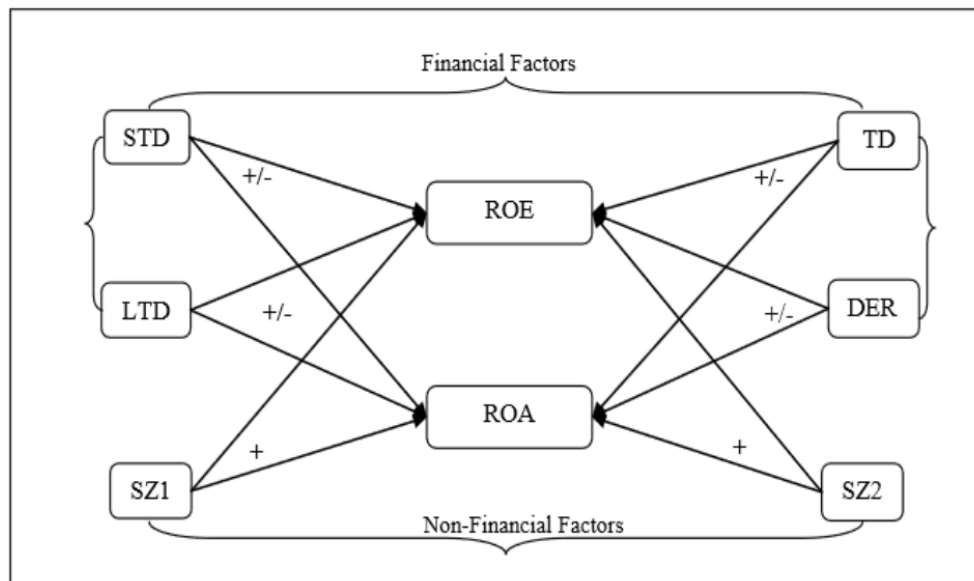 Financial Factors
STD
TD
+/-
+/-
ROE
LTD
+/-
+/-
DER
ROA
+
+
SZ1
SZ2
Non-Financial Factors